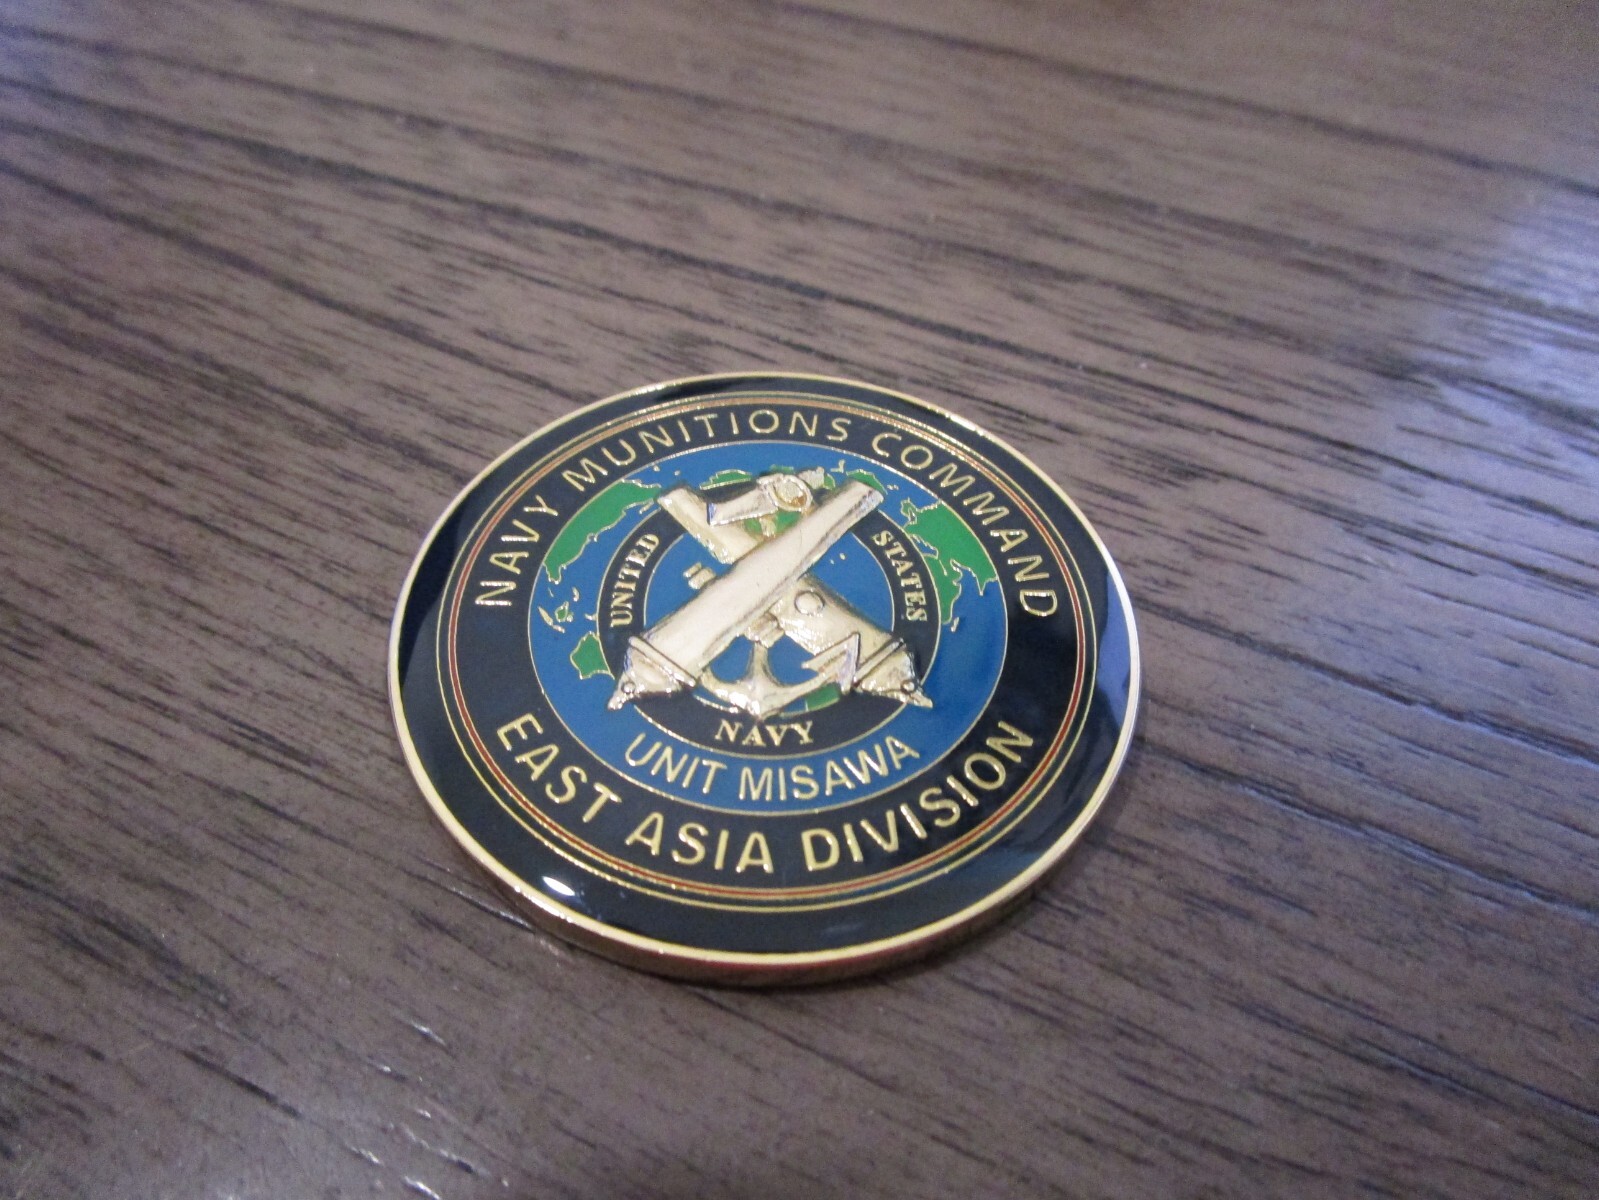 NAVY MUNITIONS COMMAND
UNITED STATES
NAVY
UNIT MISAWA
EAST ASIA DIVISION